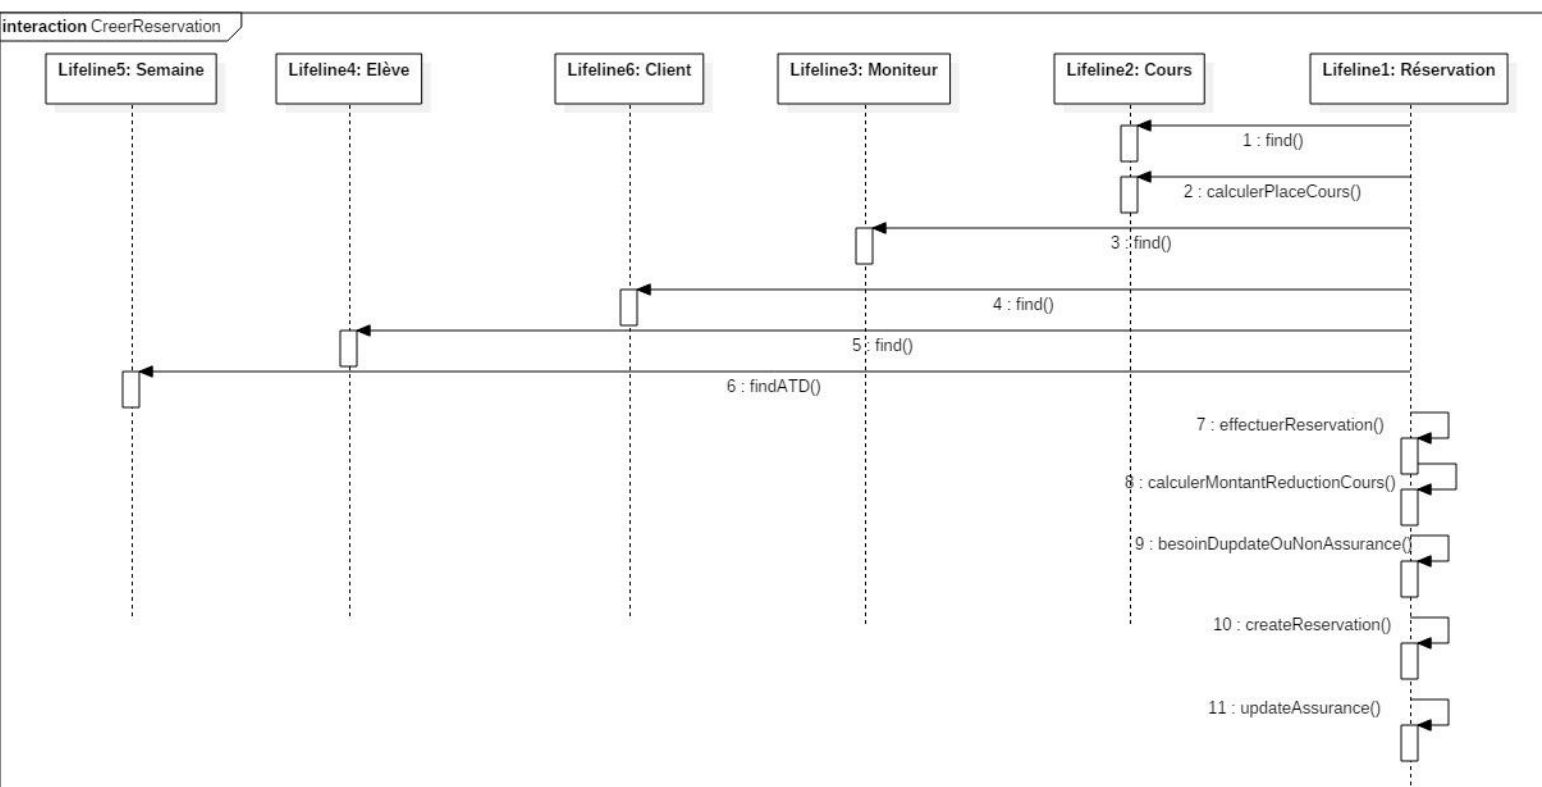 interaction CreerReservation
Lifeline5: Semaine
Lifeline4: Elève
Lifeline6: Client
Lifeline3: Moniteur
Lifeline2: Cours
Lifeline1: Réservation
1 : find()
2 : calculerPlaceCours()
3 : find()
4 : find()
5 : find()
6 : findATD()
7 : effectuerReservation()
8 : calculerMontantReductionCours()
9 : besoinDupdateOuNonAssurance()
10 : createReservation()
11 : updateAssurance()